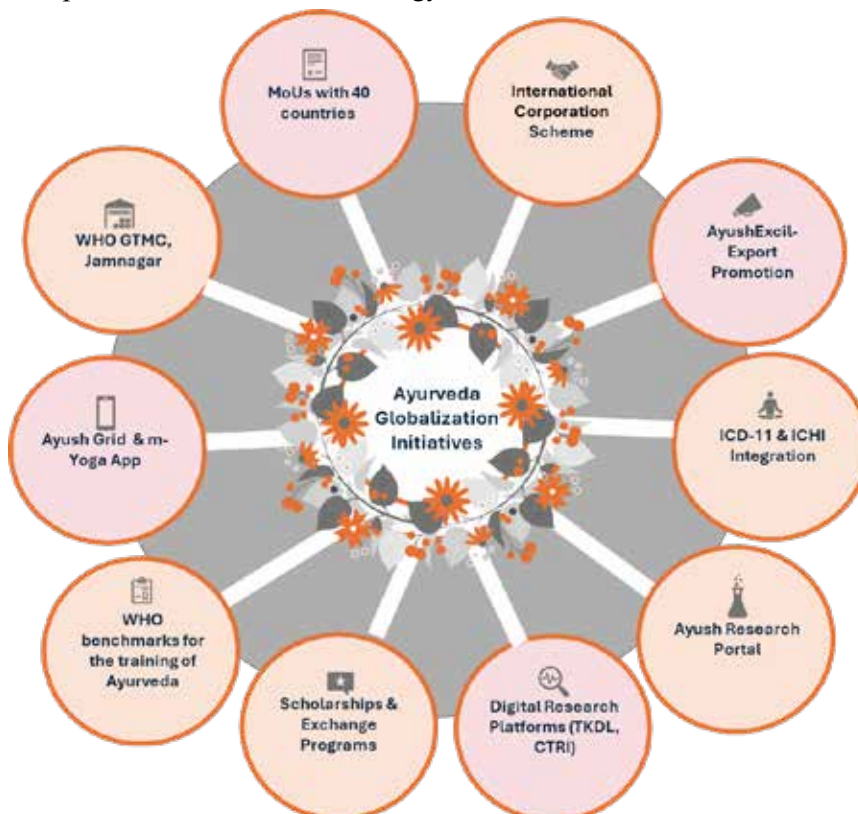 MoUs with 40
countries
International
Corporation
Scheme
AyushExcil-
Export
Promotion
ICD-11 & ICHI
Integration
Ayush Research
Portal
Digital Research
Platforms (TKDL,
CTRI)
Scholarships &
Exchange
Programs
WHO
benchmarks for
the training of
Ayurveda
Ayush Grid & m-
Yoga App
WHO GTMC,
Jamnagar
Ayurveda
Globalization
Initiatives